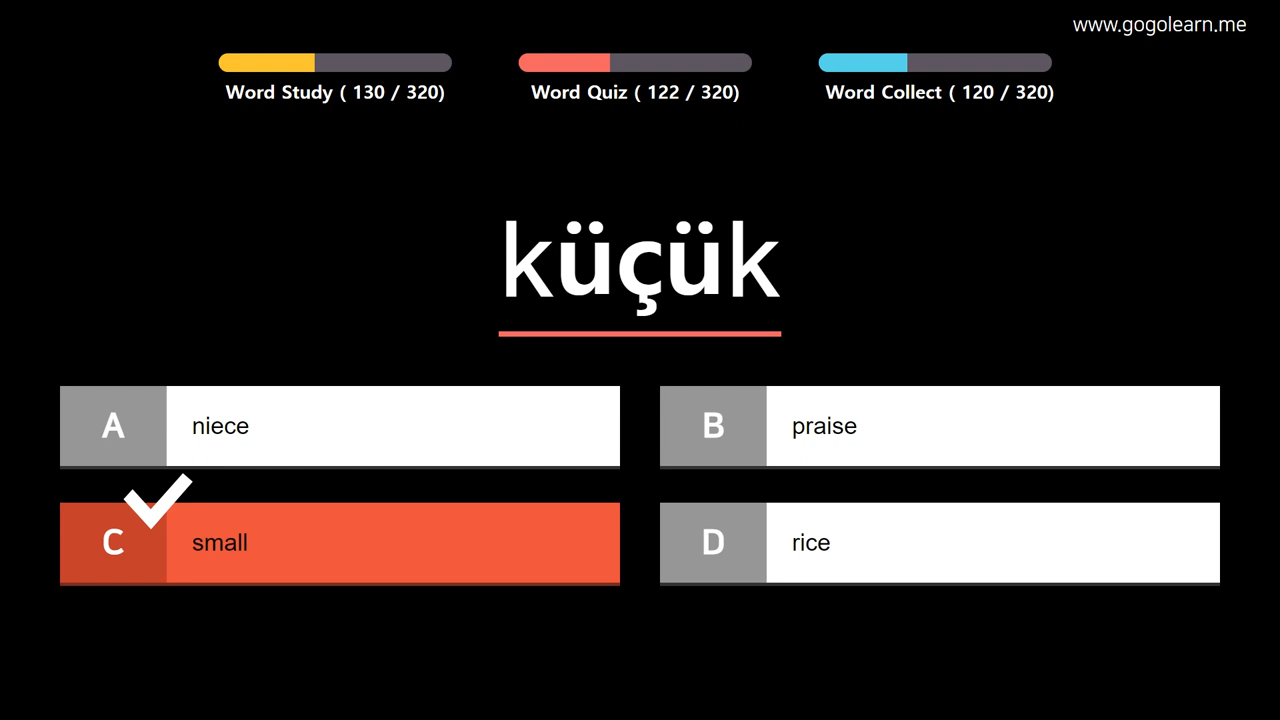 www.gogolearn.me
Word Study ( 130 / 320)
Word Quiz ( 122 / 320)
Word Collect ( 120 / 320)
küçük
A niece
B praise
C small
D rice